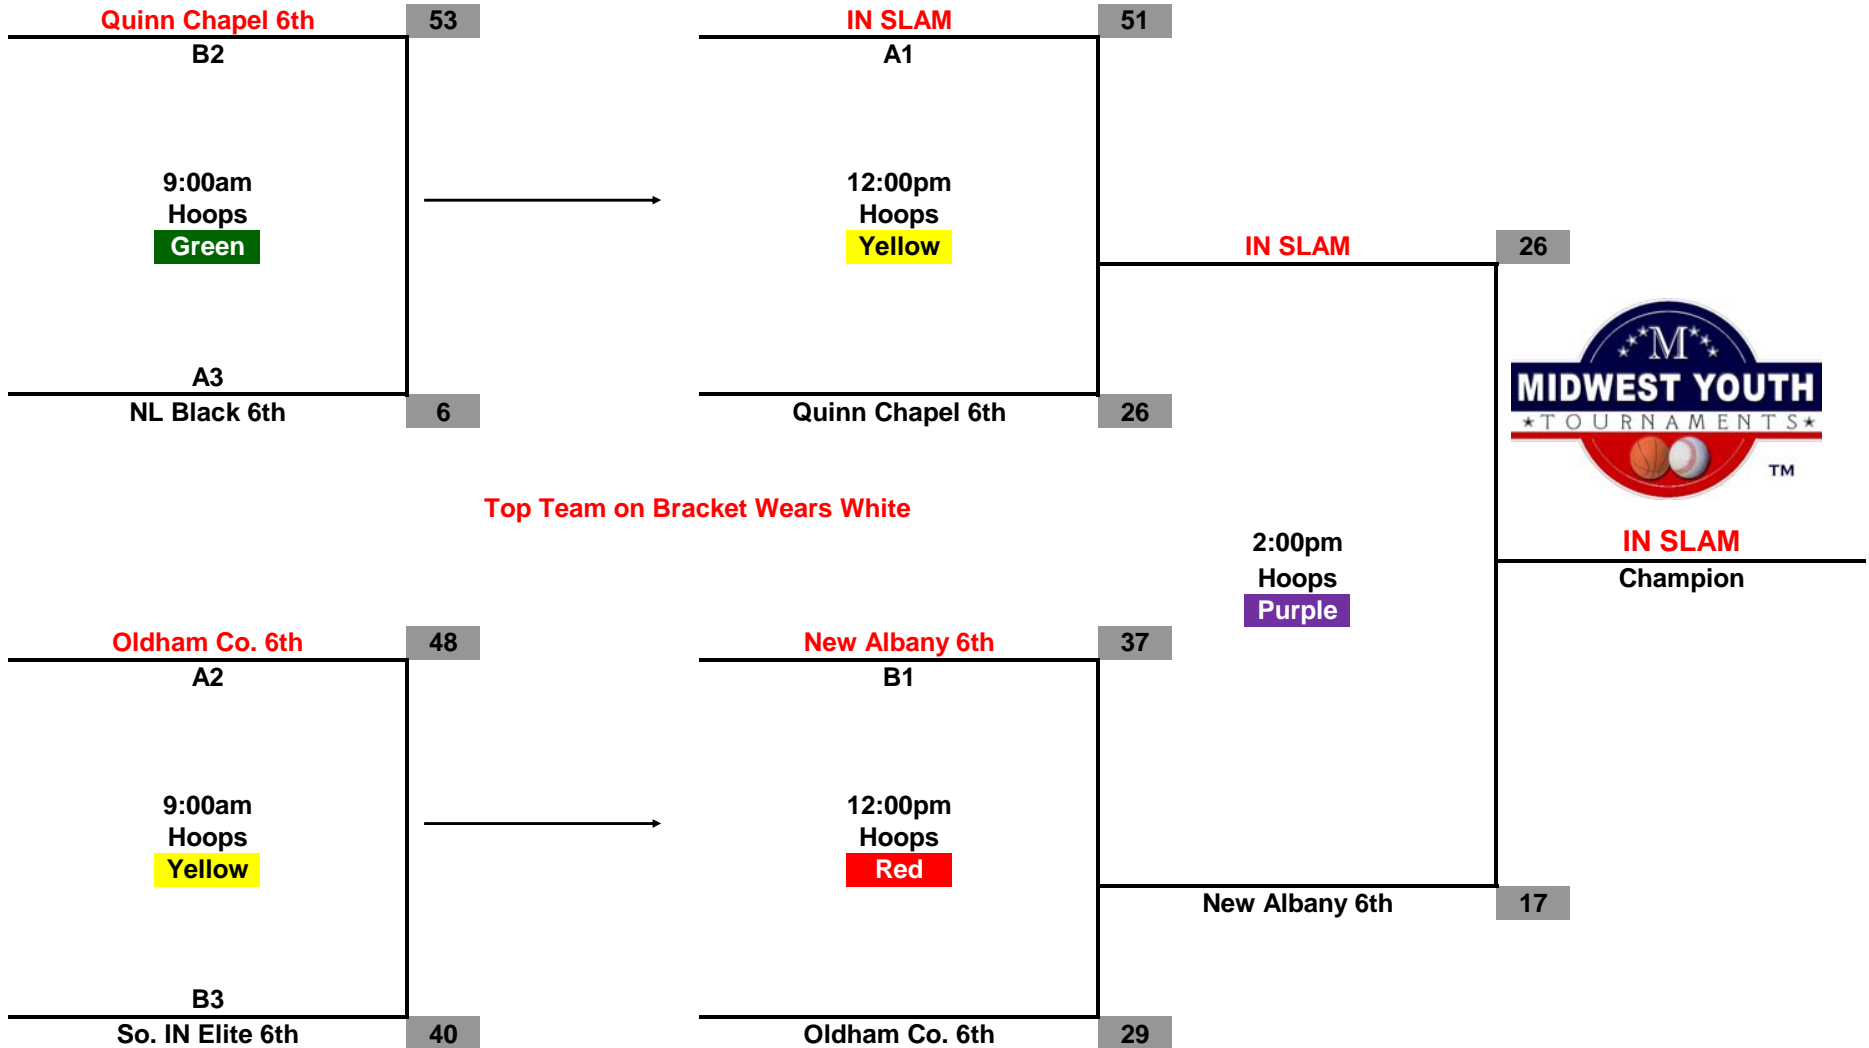 Quinn Chapel 6th 53
B2
9:00am
Hoops
Green
A3
NL Black 6th 6
IN SLAM 51
A1
12:00pm
Hoops
Yellow
Quinn Chapel 6th 26
Top Team on Bracket Wears White
Oldham Co. 6th 48
A2
9:00am
Hoops
Yellow
B3
So. IN Elite 6th 40
New Albany 6th 37
B1
12:00pm
Hoops
Red
Oldham Co. 6th 29
IN SLAM 26
2:00pm
Hoops
Purple
New Albany 6th 17
M
MIDWEST YOUTH
TOURNAMENTS
TM
IN SLAM
Champion